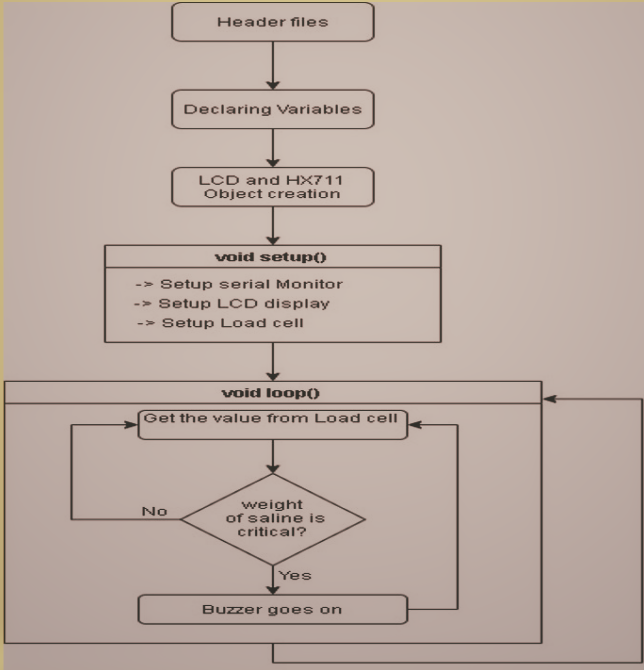 Header files
Declaring Variables
LCD and HX711
Object creation
void setup()
-> Setup serial Monitor
-> Setup LCD display
-> Setup Load cell
void loop()
Get the value from Load cell
weight
of saline is
critical?
No
Yes
Buzzer goes on